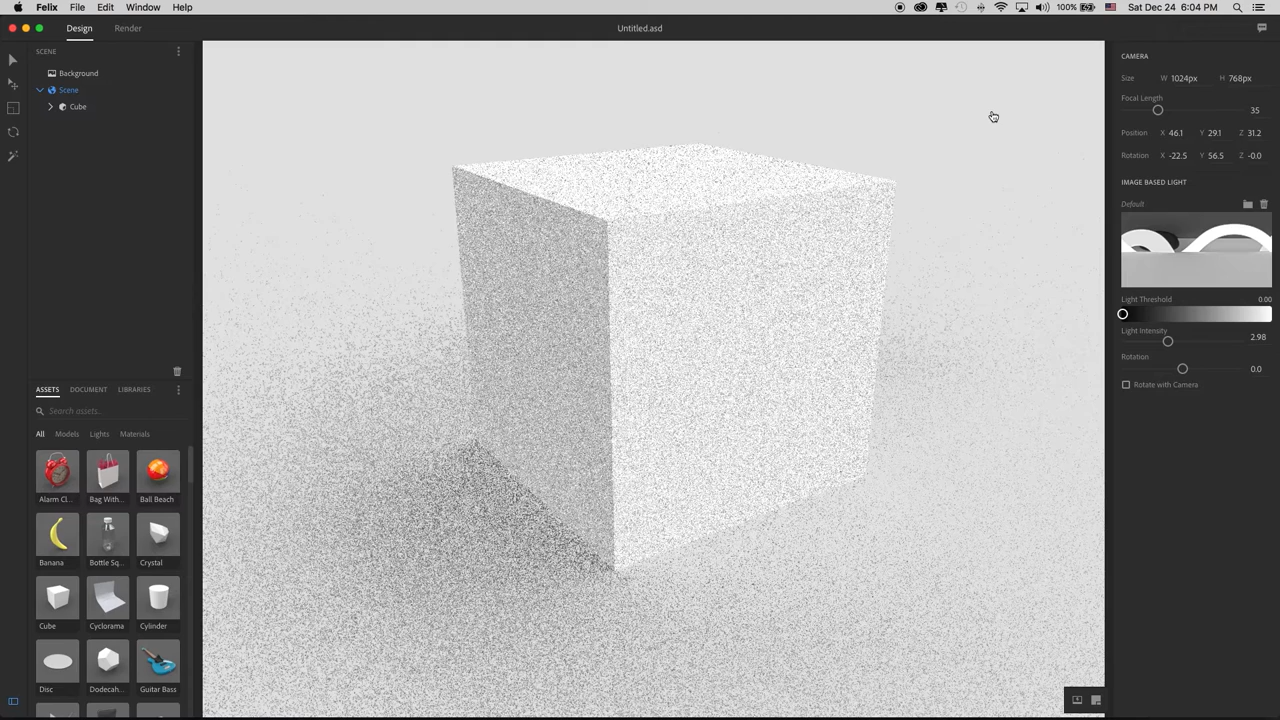 Felix File Edit Window Help 100% Sat Dec 24 6:04 PM
Design Render Untitled.asd
SCENE
Background
Scene
Cube
ASSETS DOCUMENT LIBRARIES
Search assets..
All Models Lights Materials
Alarm Cl... Bag With... Ball Beach
Banana Bottle Sq... Crystal
Cube Cyclorama Cylinder
Disc Dodecah... Guitar Bass
CAMERA
Size W 1024px H 768px
Focal Length
35
Position X 46.1 Y 29.1 Z 31.2
Rotation X -22.5 Y 56.5 Z -0.0
IMAGE BASED LIGHT
Default
Light Threshold 0.00
Light Intensity
2.98
Rotation
0.0
Rotate with Camera